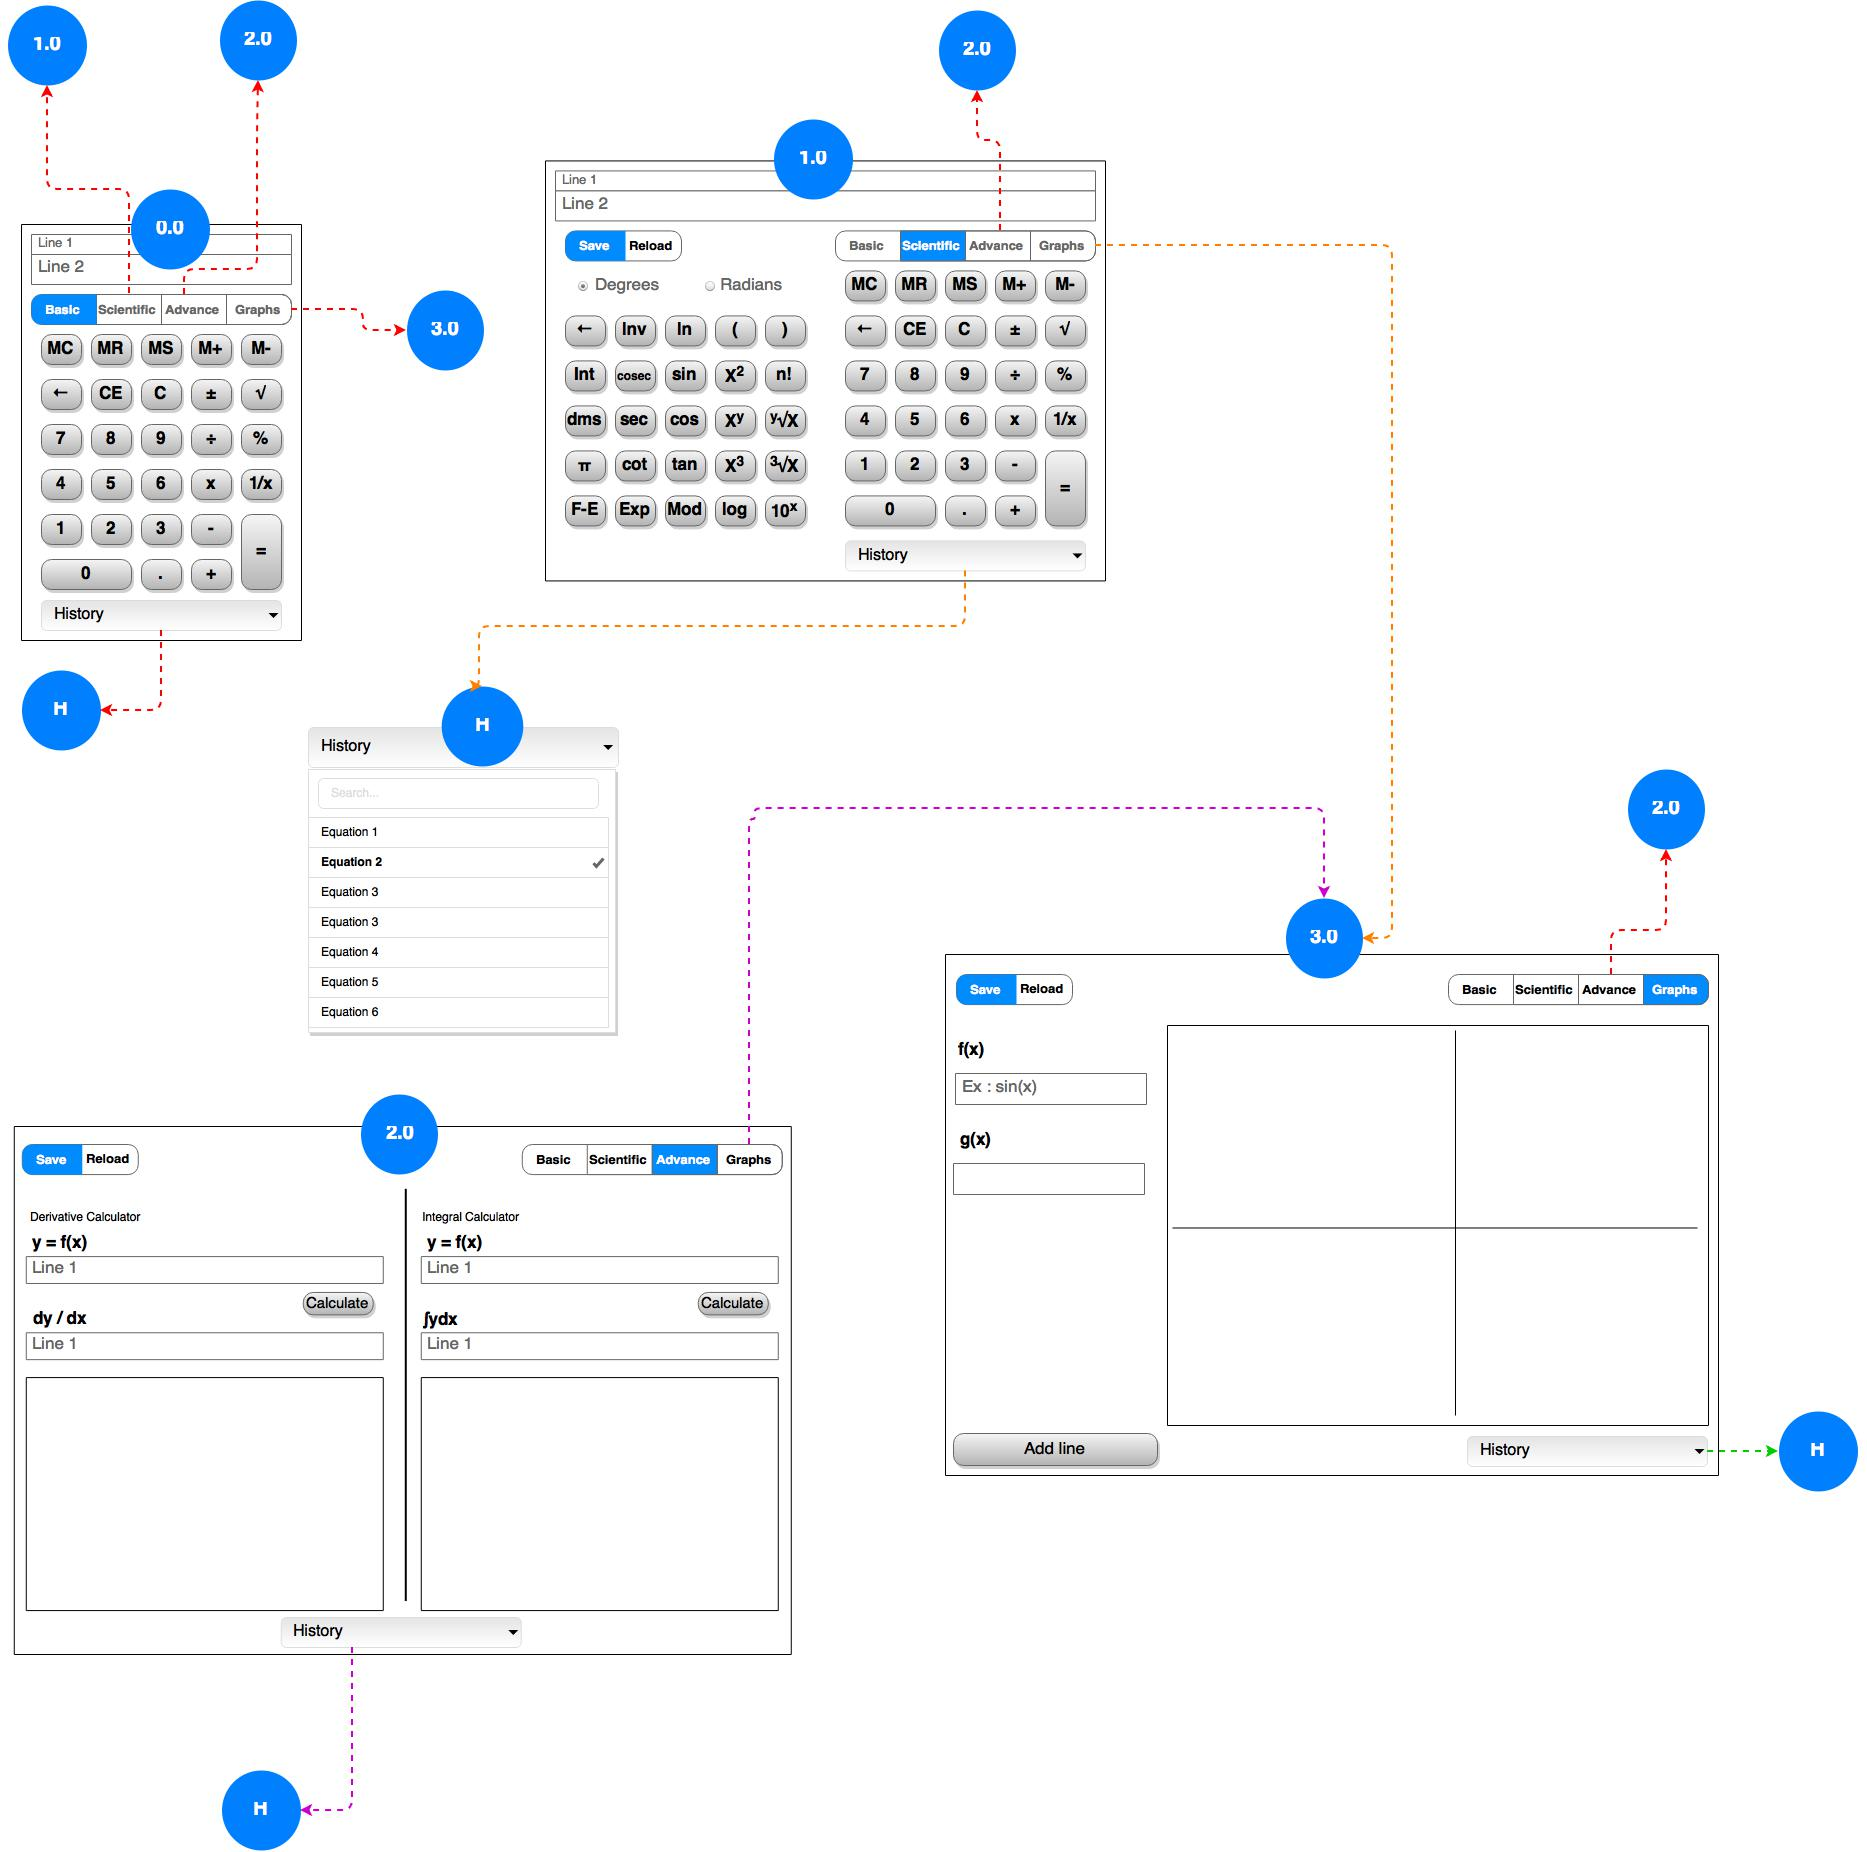 1.0
2.0
0.0
Line 1
Line 2
Basic Scientific Advance Graphs
3.0
MC MR MS M+ M-
← CE C ± √
7 8 9 ÷ %
4 5 6 x 1/x
1 2 3 -
=
0 . +
History
H
2.0
1.0
Line 1
Line 2
Save Reload
Basic Scientific Advance Graphs
Degrees Radians
MC MR MS M+ M-
← Inv ln ( )
← CE C ± √
Int cosec sin X² n!
7 8 9 ÷ %
dms sec cos Xʸ ʸ√X
4 5 6 x 1/x
π cot tan X³ ³√X
1 2 3 -
=
F-E Exp Mod log 10ˣ
0 . +
History
H
History
Search...
Equation 1
Equation 2
Equation 3
Equation 3
Equation 4
Equation 5
Equation 6
2.0
3.0
Save Reload
Basic Scientific Advance Graphs
f(x)
Ex : sin(x)
g(x)
Add line
History
H
2.0
Save Reload
Basic Scientific Advance Graphs
Derivative Calculator
y = f(x)
Line 1
Calculate
dy / dx
Line 1
Integral Calculator
y = f(x)
Line 1
Calculate
∫ydx
Line 1
History
H